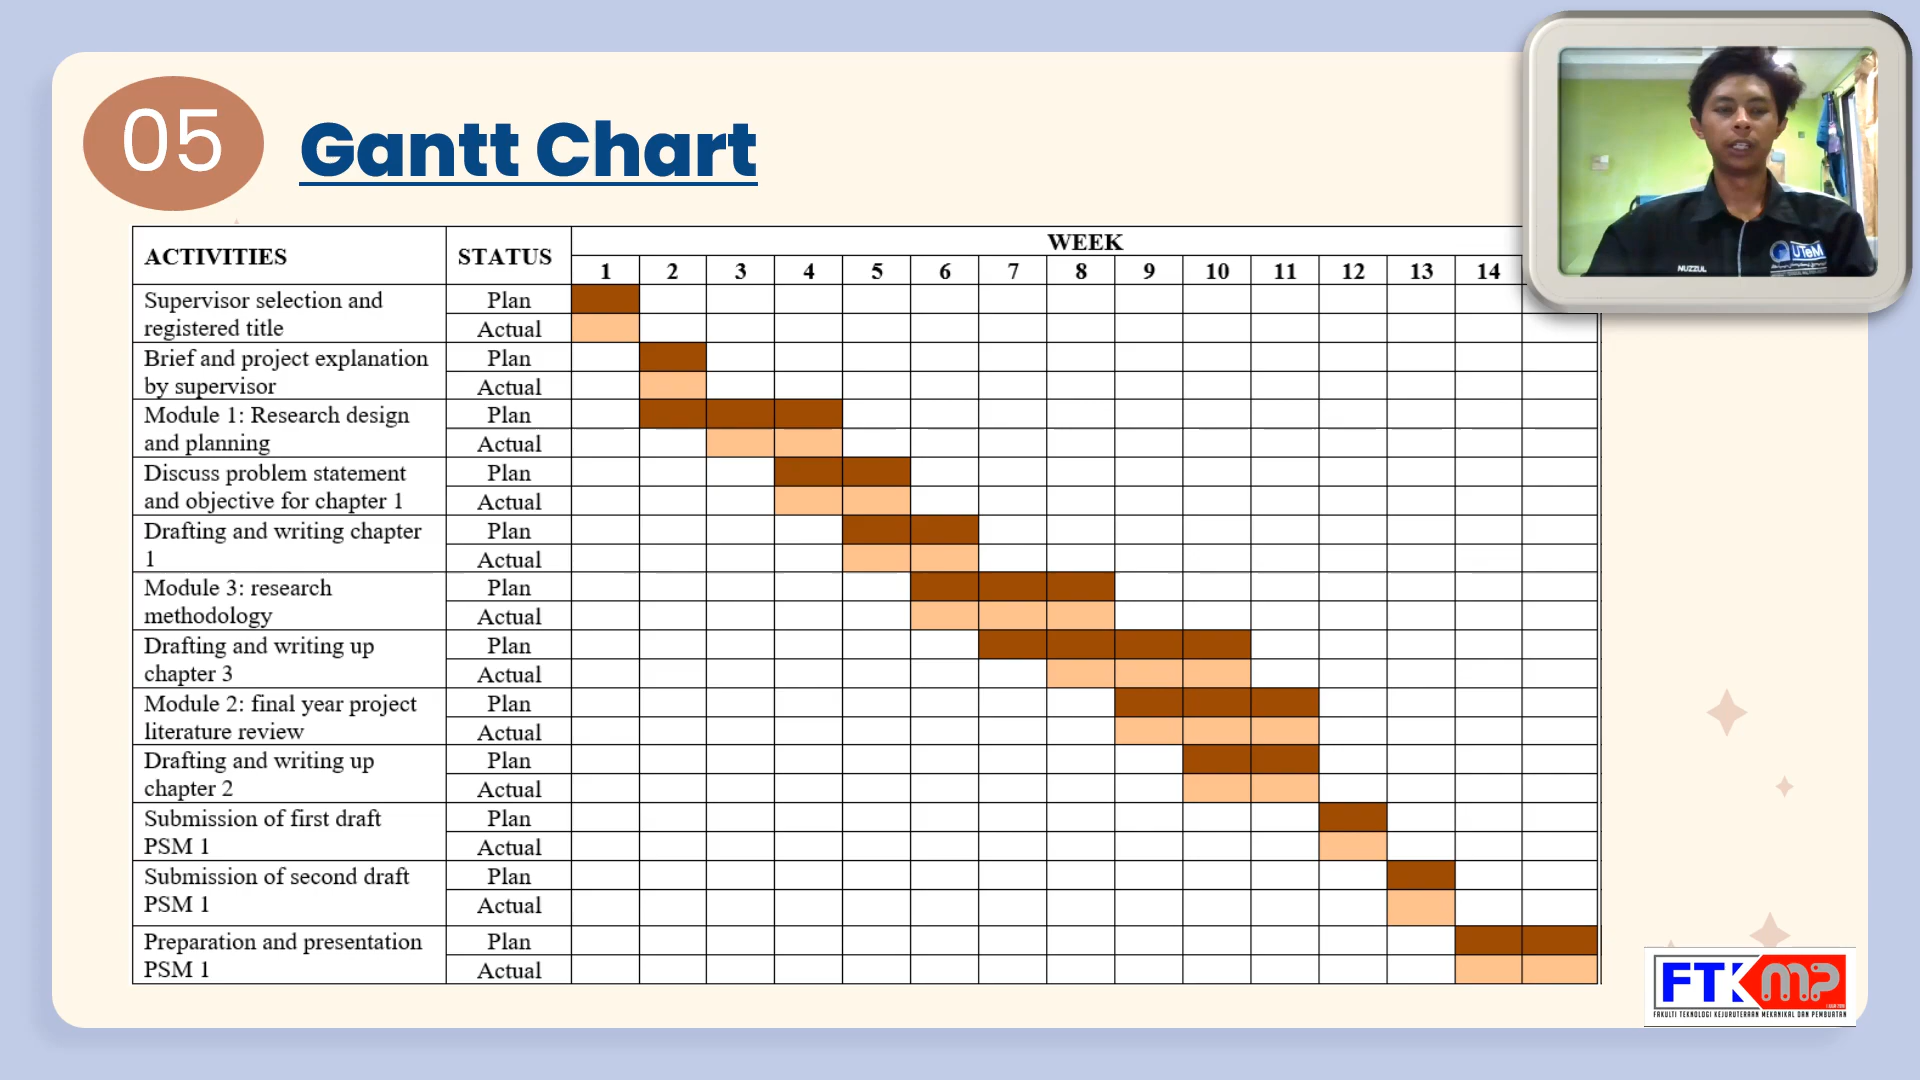 05
Gantt Chart
ACTIVITIES STATUS WEEK
1 2 3 4 5 6 7 8 9 10 11 12 13 14
Supervisor selection and
registered title
Plan
Actual
Brief and project explanation
by supervisor
Plan
Actual
Module 1: Research design
and planning
Plan
Actual
Discuss problem statement
and objective for chapter 1
Plan
Actual
Drafting and writing chapter
1
Plan
Actual
Module 3: research
methodology
Plan
Actual
Drafting and writing up
chapter 3
Plan
Actual
Module 2: final year project
literature review
Plan
Actual
Drafting and writing up
chapter 2
Plan
Actual
Submission of first draft
PSM 1
Plan
Actual
Submission of second draft
PSM 1
Plan
Actual
Preparation and presentation
PSM 1
Plan
Actual
NUZZUL
UTeM
FTKMP
FAKULTI TEKNOLOGI KEJURUTERAAN MEKANIKAL DAN PEMBUATAN